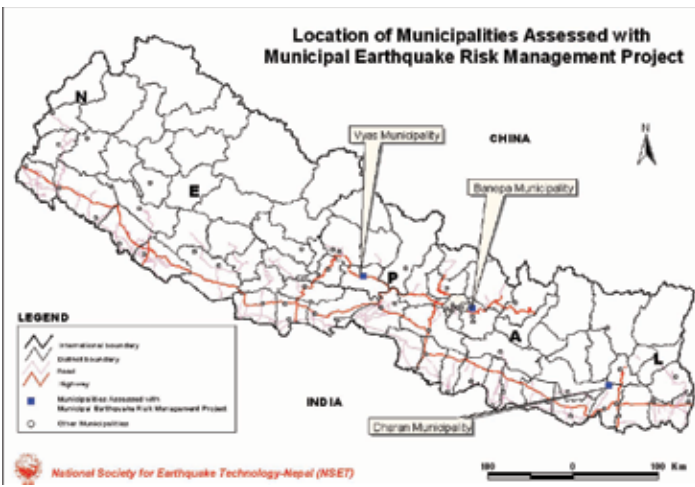 Location of Municipalities Assessed with
Municipal Earthquake Risk Management Project
N
E
P
A
L
Vyas Municipality
CHINA
N
Banepa Municipality
LEGEND
International boundary
District boundary
Road
Highway
Municipalities Assessed with
Municipal Earthquake Risk Management Project
Other Municipalities
INDIA
Dharan Municipality
National Society for Earthquake Technology-Nepal (NSET)
100 0 100 Km